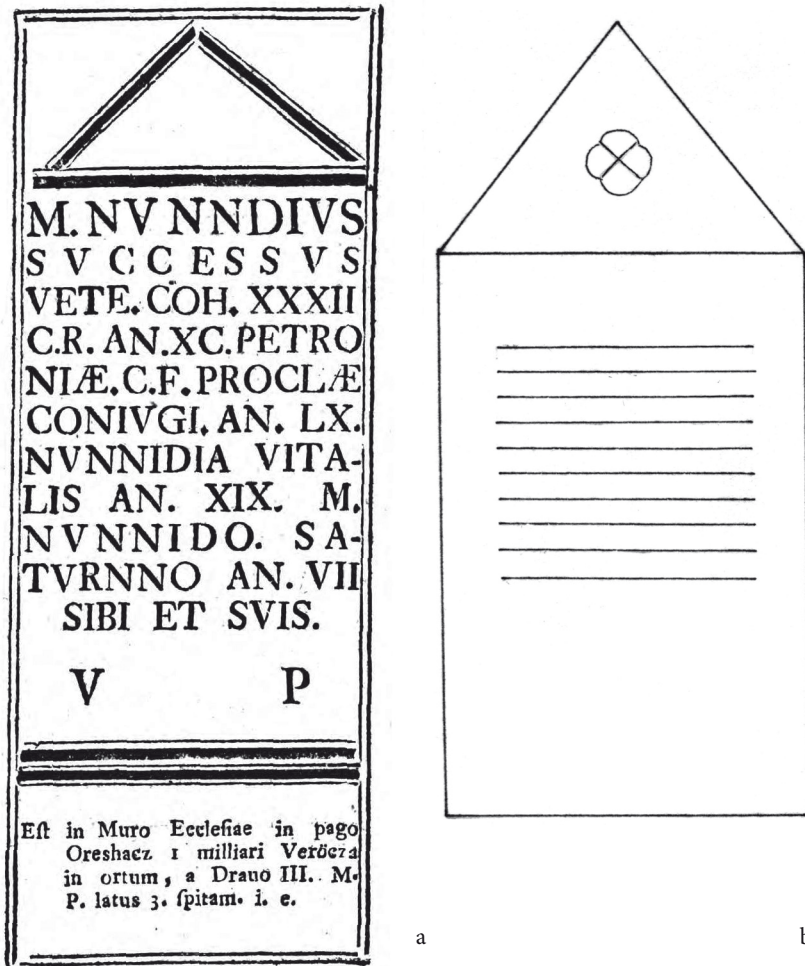 M. NVNNDIVS
SVCCESSVS
VETE. COH. XXXII
C.R. AN. XC. PETRO
NIÆ. C. F. PROCLÆ
CONIVGI. AN. LX.
NVNNIDIA VITA-
LIS AN. XIX. M.
NVNNIDO. SA-
TVRNNO AN. VII
SIBI ET SVIS.
V P
Eſt in Muro Eccleſiae in pago
Oreshacz 1 milliari Veröcza
in ortum, a Dravo III. M.
P. latus 3. ſpitam. i. e.
a b